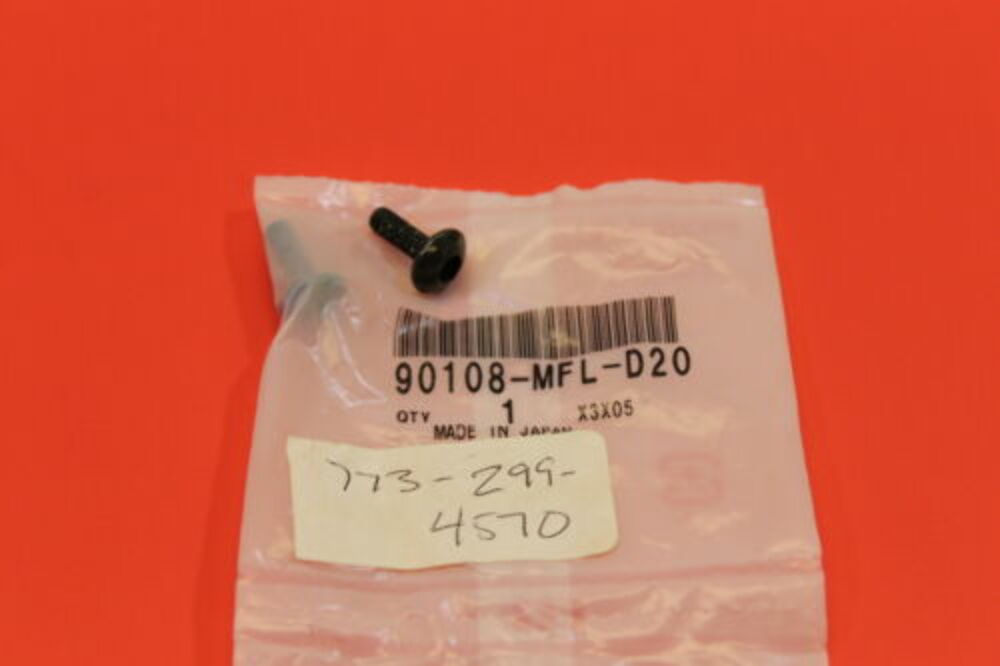 90108-MFL-D20
QTY 1 X3X05
MADE IN JAPAN
773-299-
4570